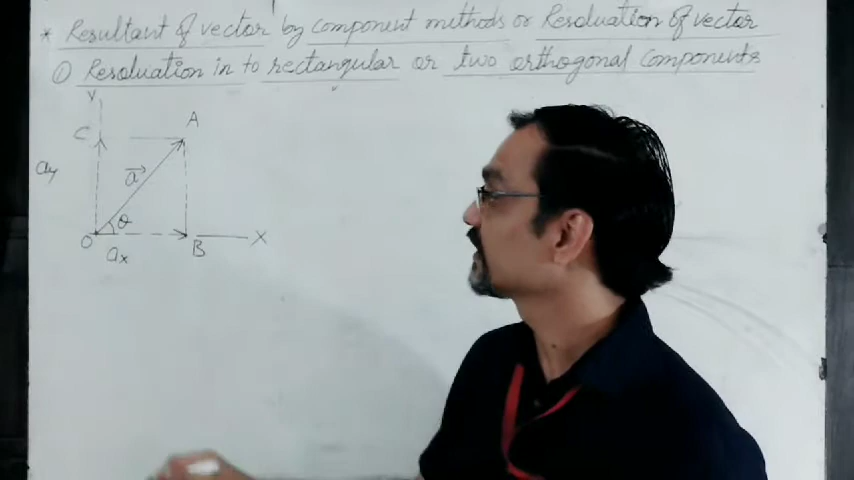 * Resultant of vector by component methods or Resoluation of vector
① Resoluation in to rectangular or two orthogonal components
Y
C A
ay
a⃗
θ
O B X
ax